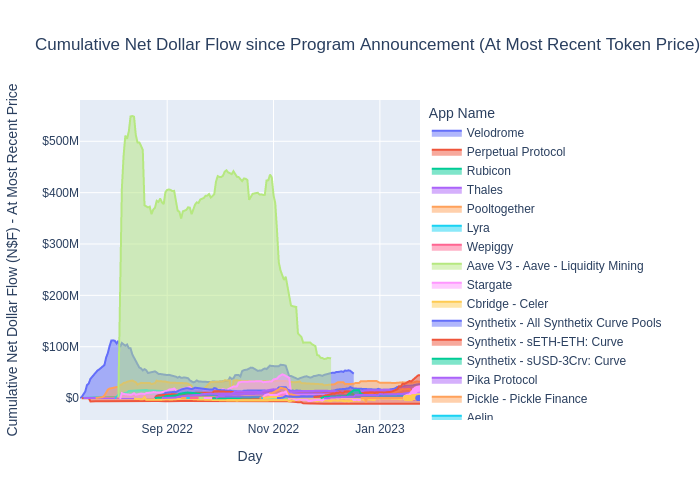 Cumulative Net Dollar Flow since Program Announcement (At Most Recent Token Price)
Cumulative Net Dollar Flow (N$F) - At Most Recent Price
$500M
$400M
$300M
$200M
$100M
$0
Sep 2022
Nov 2022
Jan 2023
Day
App Name
Velodrome
Perpetual Protocol
Rubicon
Thales
Pooltogether
Lyra
Wepiggy
Aave V3 - Aave - Liquidity Mining
Stargate
Cbridge - Celer
Synthetix - All Synthetix Curve Pools
Synthetix - sETH-ETH: Curve
Synthetix - sUSD-3Crv: Curve
Pika Protocol
Pickle - Pickle Finance
Aelin